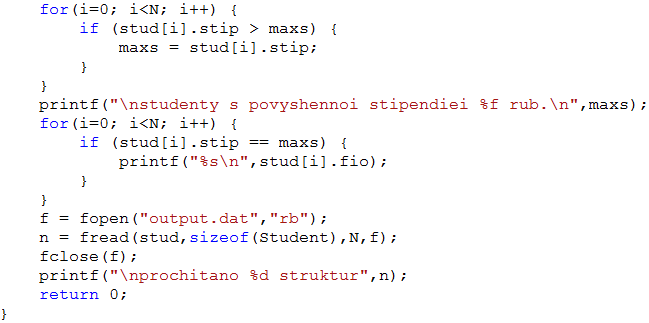 for(i=0; i<N; i++) {
if (stud[i].stip > maxs) {
maxs = stud[i].stip;
}
}
printf("\nstudenty s povyshennoi stipendiei %f rub.\n",maxs);
for(i=0; i<N; i++) {
if (stud[i].stip == maxs) {
printf("%s\n",stud[i].fio);
}
}
f = fopen("output.dat","rb");
n = fread(stud,sizeof(Student),N,f);
fclose(f);
printf("\nprochitano %d struktur",n);
return 0;
}